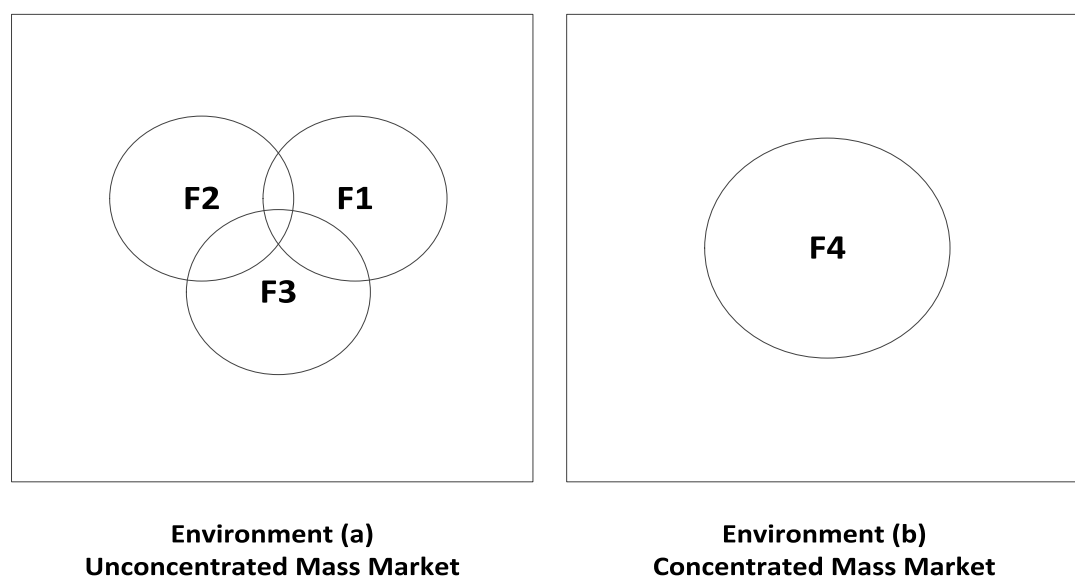 F2
F1
F3
F4
Environment (a)
Unconcentrated Mass Market
Environment (b)
Concentrated Mass Market